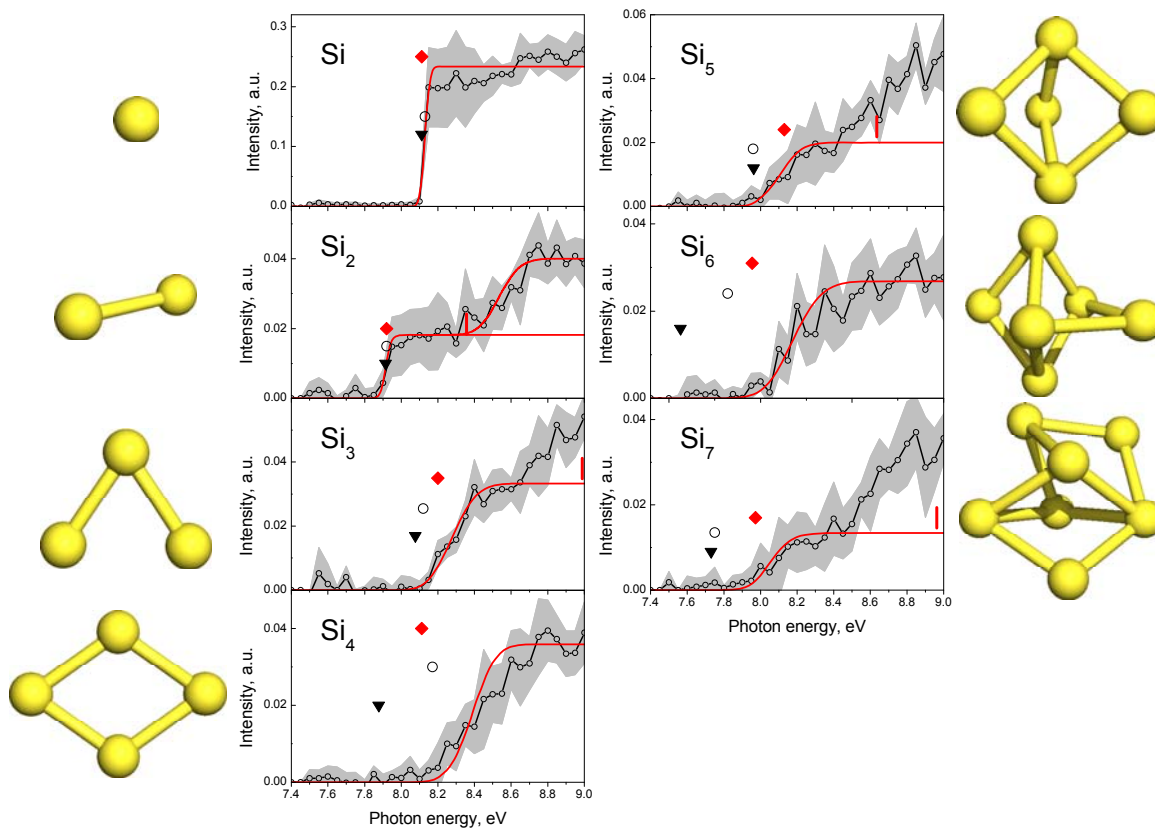 Si
Intensity, a.u.
0.3
0.2
0.1
0.0
Si2
Intensity, a.u.
0.04
0.02
0.00
Si3
Intensity, a.u.
0.04
0.02
0.00
Si4
Intensity, a.u.
0.04
0.02
0.00
7.4 7.6 7.8 8.0 8.2 8.4 8.6 8.8 9.0
Photon energy, eV
Si5
Intensity, a.u.
0.06
0.04
0.02
0.00
Si6
Intensity, a.u.
0.04
0.02
0.00
Si7
Intensity, a.u.
0.04
0.02
0.00
7.4 7.6 7.8 8.0 8.2 8.4 8.6 8.8 9.0
Photon energy, eV